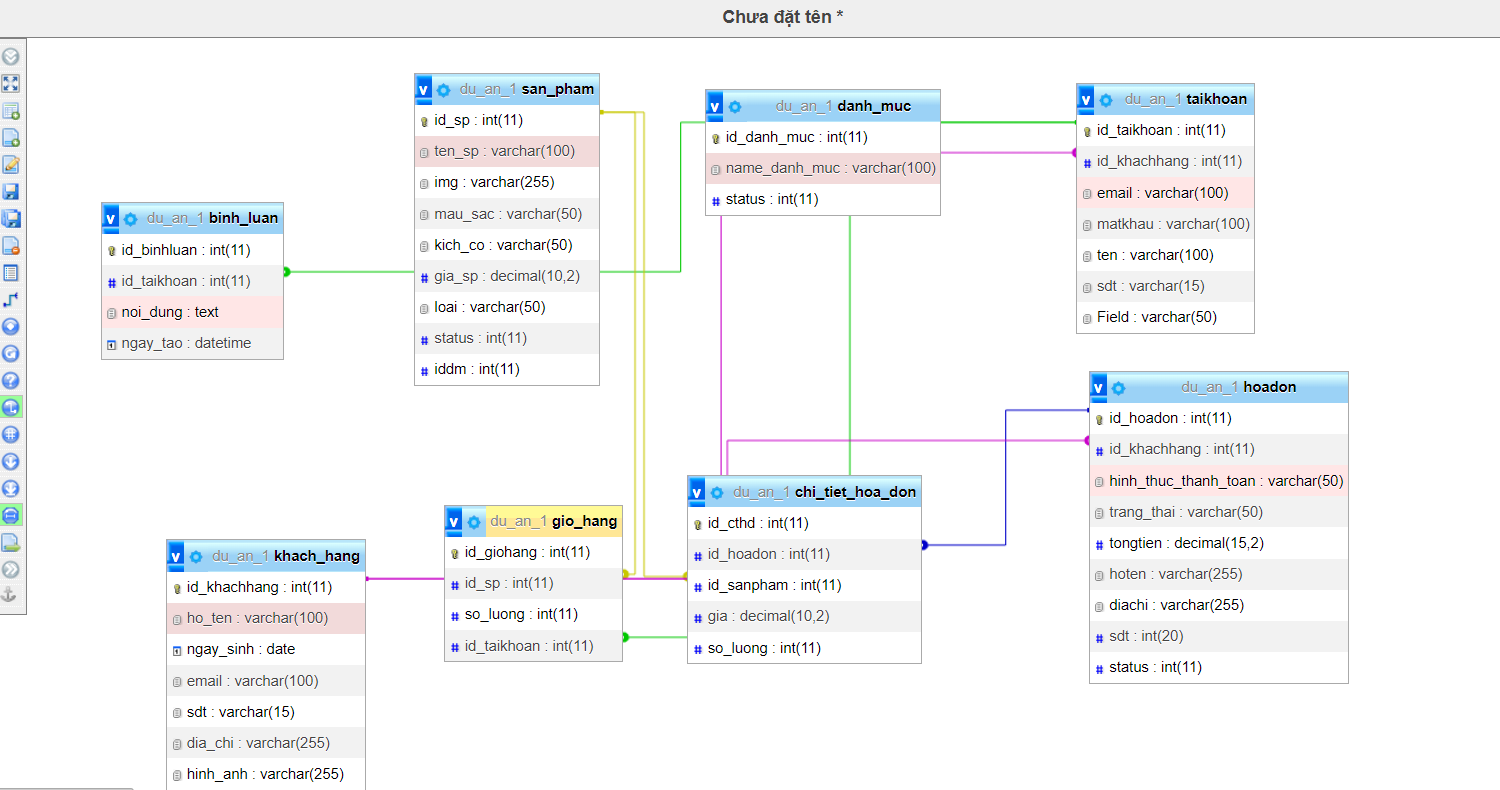 Chưa đặt tên *
v du_an_1 san_pham
id_sp : int(11)
ten_sp : varchar(100)
img : varchar(255)
mau_sac : varchar(50)
kich_co : varchar(50)
gia_sp : decimal(10,2)
loai : varchar(50)
status : int(11)
iddm : int(11)
v du_an_1 danh_muc
id_danh_muc : int(11)
name_danh_muc : varchar(100)
status : int(11)
v du_an_1 taikhoan
id_taikhoan : int(11)
id_khachhang : int(11)
email : varchar(100)
matkhau : varchar(100)
ten : varchar(100)
sdt : varchar(15)
Field : varchar(50)
v du_an_1 binh_luan
id_binhluan : int(11)
id_taikhoan : int(11)
noi_dung : text
ngay_tao : datetime
v du_an_1 hoadon
id_hoadon : int(11)
id_khachhang : int(11)
hinh_thuc_thanh_toan : varchar(50)
trang_thai : varchar(50)
tongtien : decimal(15,2)
hoten : varchar(255)
diachi : varchar(255)
sdt : int(20)
status : int(11)
v du_an_1 chi_tiet_hoa_don
id_cthd : int(11)
id_hoadon : int(11)
id_sanpham : int(11)
gia : decimal(10,2)
so_luong : int(11)
v du_an_1 gio_hang
id_giohang : int(11)
id_sp : int(11)
so_luong : int(11)
id_taikhoan : int(11)
v du_an_1 khach_hang
id_khachhang : int(11)
ho_ten : varchar(100)
ngay_sinh : date
email : varchar(100)
sdt : varchar(15)
dia_chi : varchar(255)
hinh_anh : varchar(255)